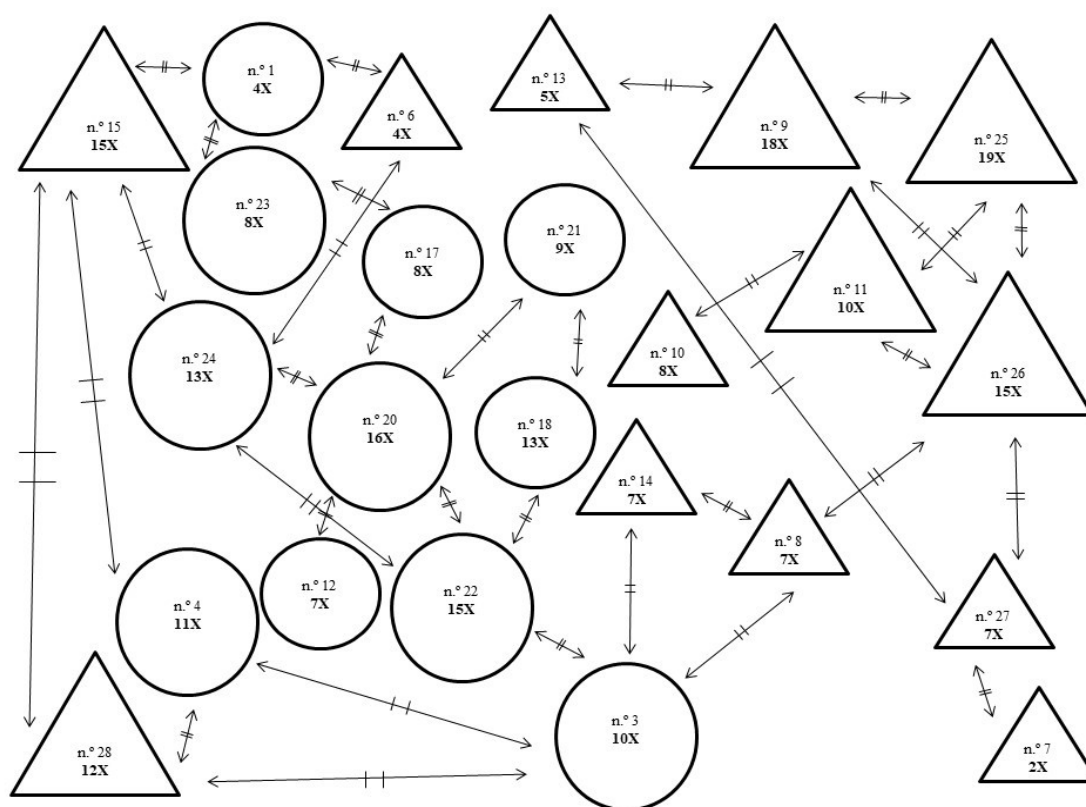 n.º 1
4X
n.º 13
5X
n.º 6
4X
n.º 15
15X
n.º 9
18X
n.º 25
19X
n.º 23
8X
n.º 17
8X
n.º 21
9X
n.º 11
10X
n.º 24
13X
n.º 10
8X
n.º 26
15X
n.º 20
16X
n.º 18
13X
n.º 14
7X
n.º 8
7X
n.º 4
11X
n.º 12
7X
n.º 22
15X
n.º 27
7X
n.º 3
10X
n.º 28
12X
n.º 7
2X